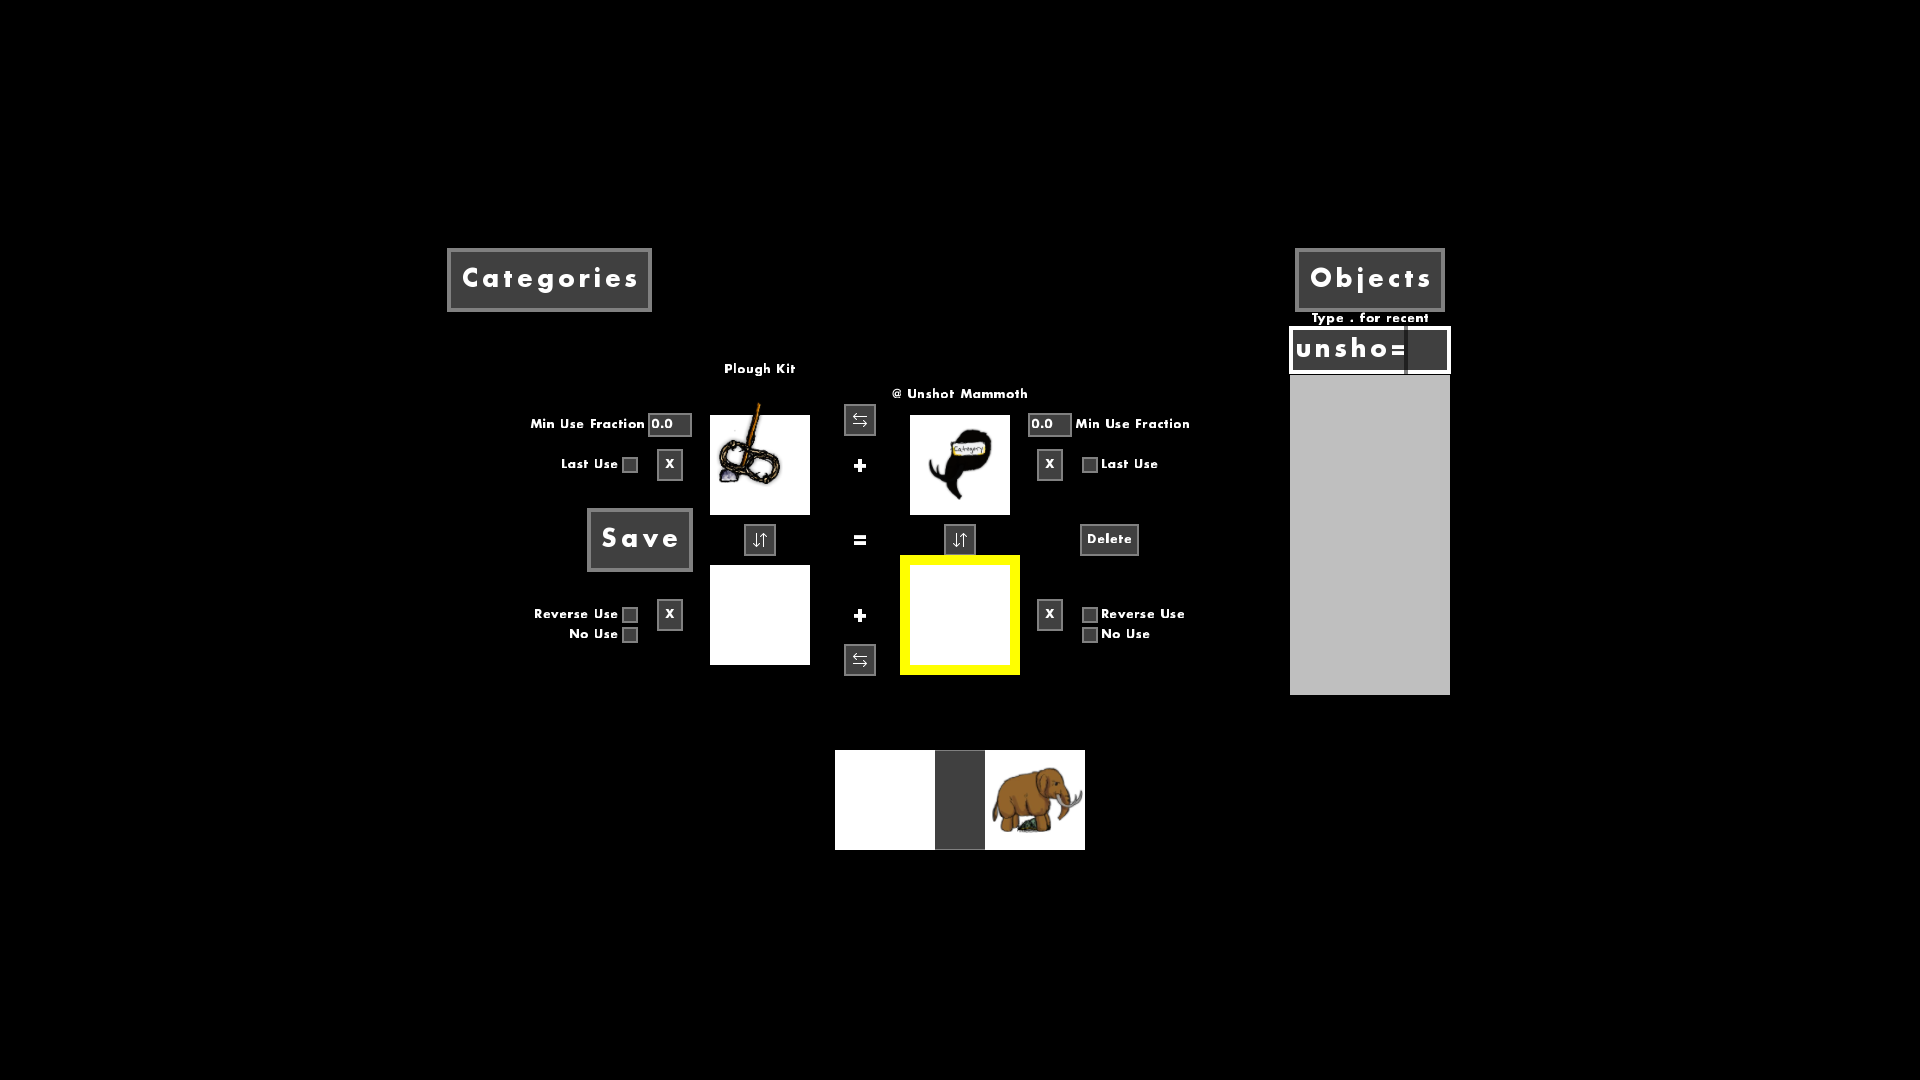 Categories
Objects
Type . for recent
unsho=
Plough Kit
@ Unshot Mammoth
Min Use Fraction 0.0
0.0 Min Use Fraction
Last Use
X
+
Category
X
Last Use
Save
=
Delete
Reverse Use
X
+
X
Reverse Use
No Use
No Use